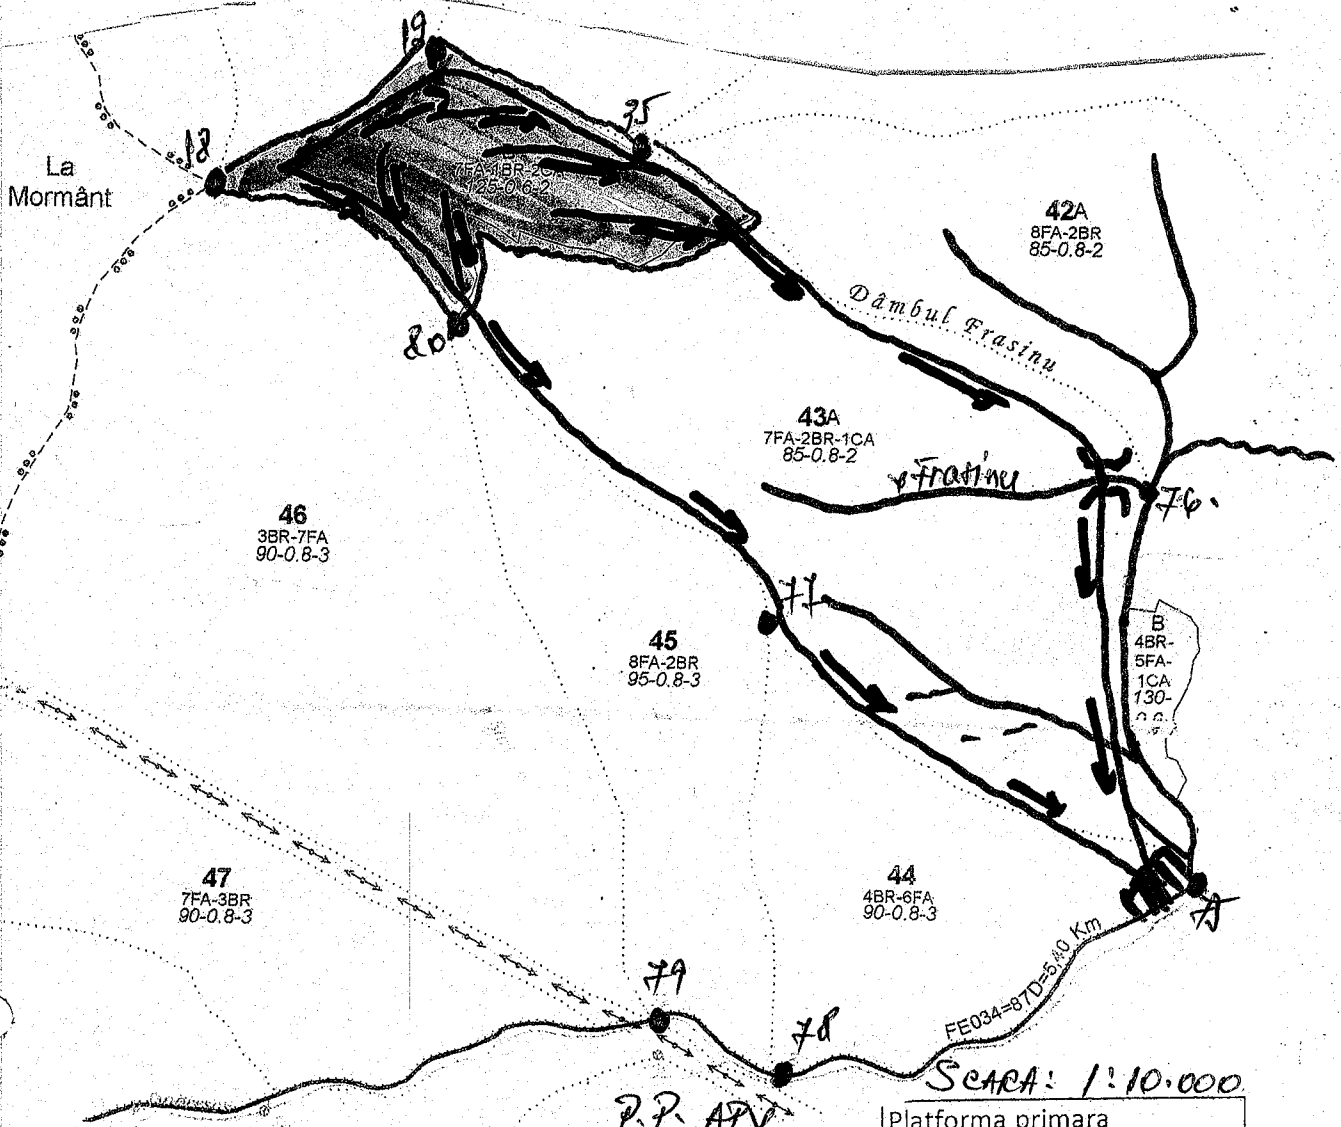 19
35
18
La
Mormânt
7FA-1BR-2CA
125-0.6-2
42A
8FA-2BR
85-0.8-2
Dâmbul Frasinu
80
43A
7FA-2BR-1CA
85-0.8-2
Frasinu
76.
46
3BR-7FA
90-0.8-3
77
B
4BR-
5FA-
1CA
130-
45
8FA-2BR
95-0.8-3
47
7FA-3BR
90-0.8-3
44
4BR-6FA
90-0.8-3
75
FE034=87D=5.40 Km
79
78
SCARA: 1:10.000
P.P. APV
Platforma primara